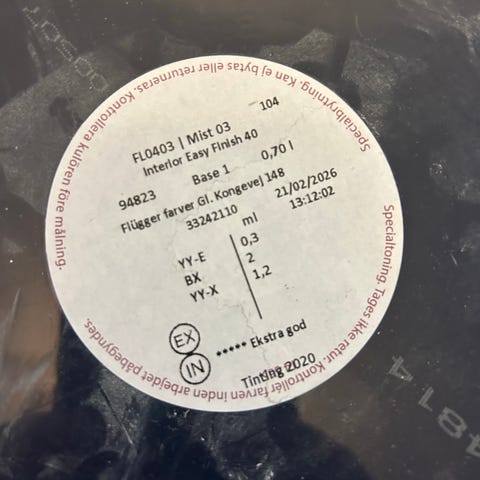 104
FL0403 | Mist 03
Interior Easy Finish 40
94823 Base 1 0,70 l
Flügger farver Gl. Kongevej 148
33242110 21/02/2026
13:12:02
ml
YY-E 0,3
BX 2
YY-X 1,2
EX
IN
***** Ekstra god
Tinting 2020
Specialbrytning. Kan ej bytas eller returneras. Kontrollera kulören före målning.
Specialtoning. Tages ikke retur. Kontrollér farven inden arbejdet påbegyndes.
4814